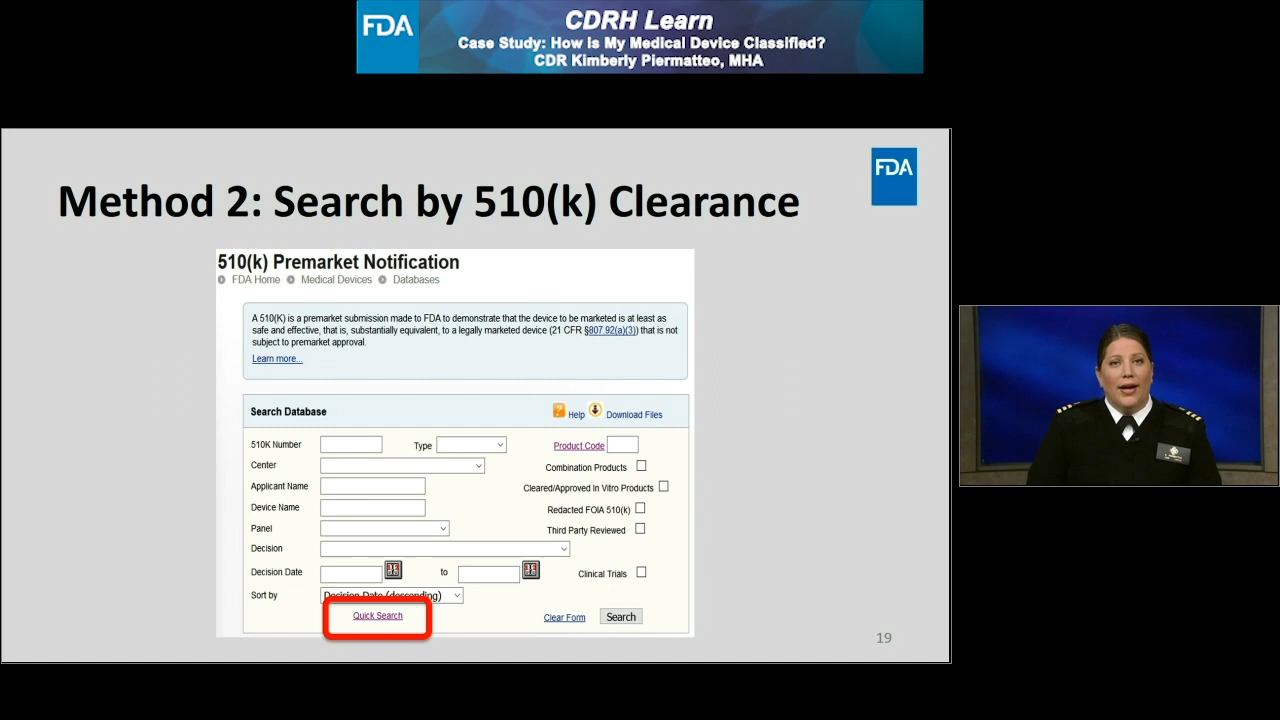 FDA
CDRH Learn
Case Study: How is My Medical Device Classified?
CDR Kimberly Piermatteo, MHA
FDA
Method 2: Search by 510(k) Clearance
510(k) Premarket Notification
FDA Home Medical Devices Databases
A 510(K) is a premarket submission made to FDA to demonstrate that the device to be marketed is at least as
safe and effective, that is, substantially equivalent, to a legally marketed device (21 CFR §807.92(a)(3)) that is not
subject to premarket approval.
Learn more...
Search Database
Help Download Files
510K Number Type Product Code
Center Combination Products
Applicant Name Cleared/Approved In Vitro Products
Device Name Redacted FOIA 510(k)
Panel Third Party Reviewed
Decision
Decision Date to Clinical Trials
Sort by Decision Date (descending)
Quick Search Clear Form Search
19